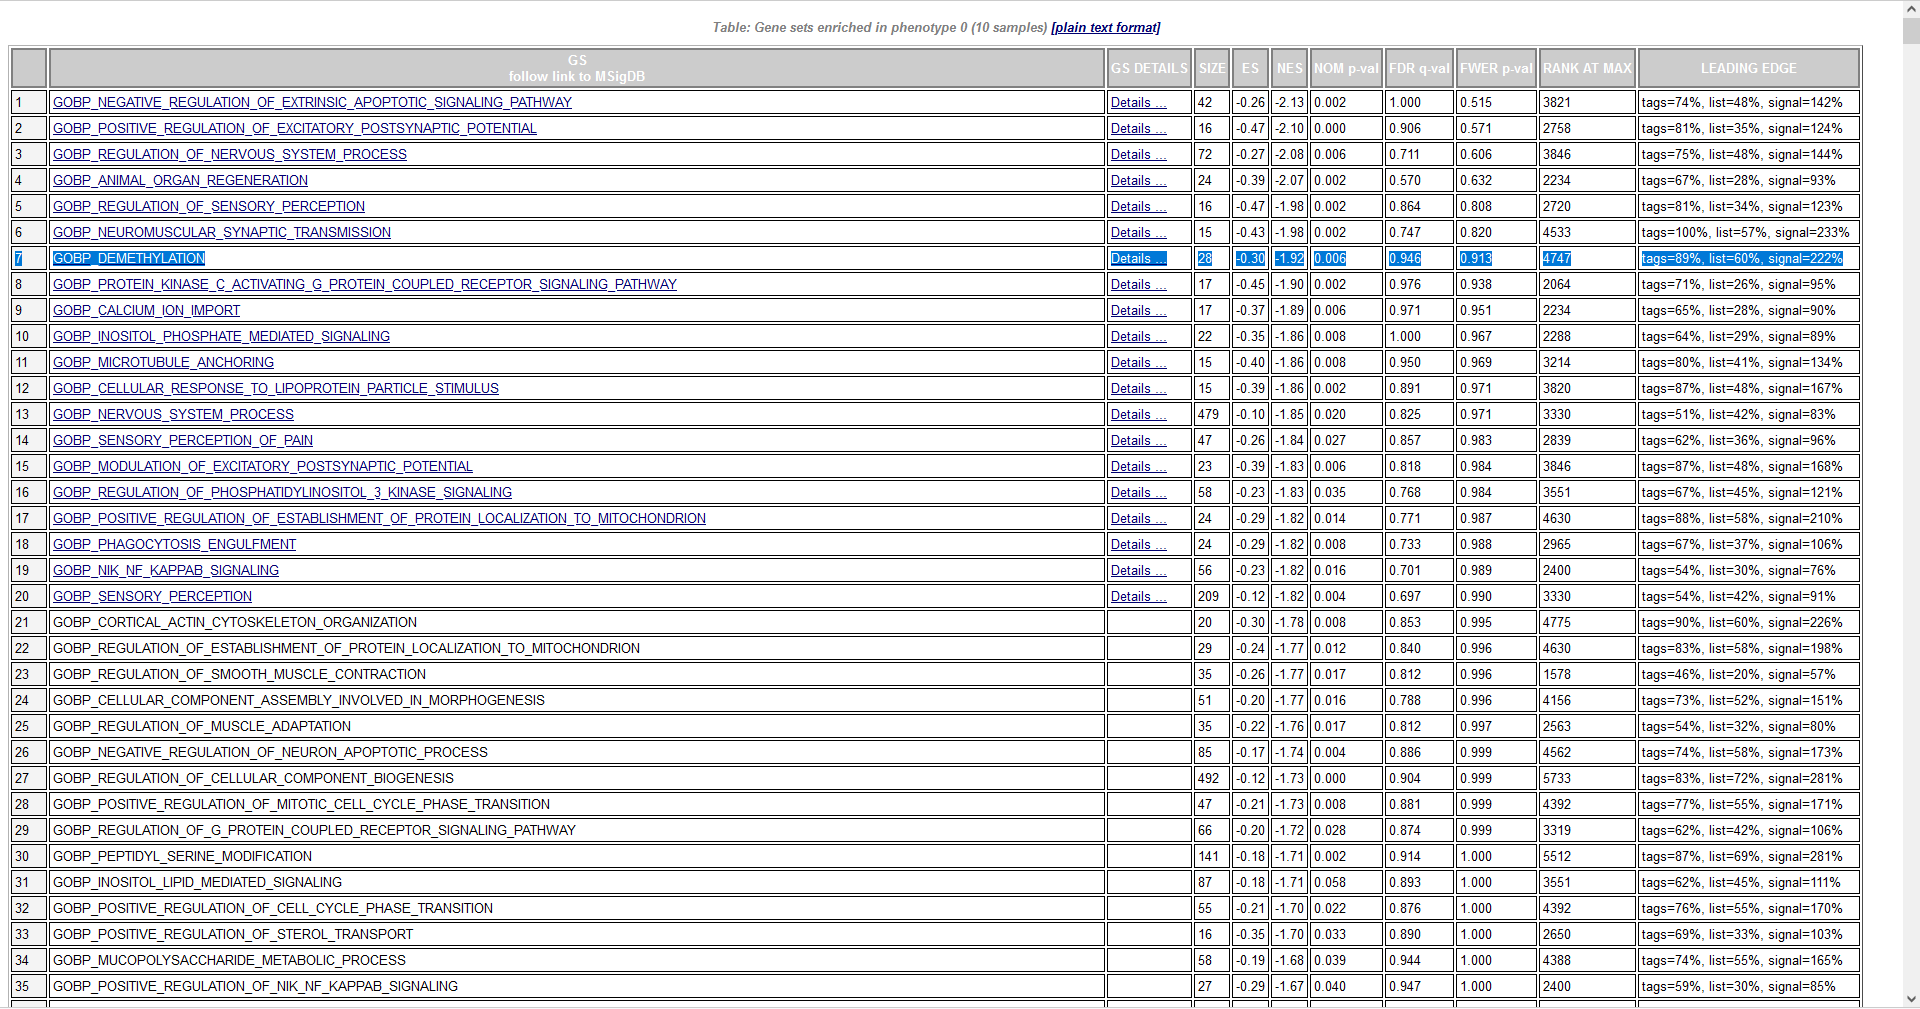 Table: Gene sets enriched in phenotype 0 (10 samples) [plain text format]
GS
follow link to MSigDB
GS DETAILS SIZE ES NES NOM p-val FDR q-val FWER p-val RANK AT MAX LEADING EDGE
1 GOBP_NEGATIVE_REGULATION_OF_EXTRINSIC_APOPTOTIC_SIGNALING_PATHWAY Details ... 42 -0.26 -2.13 0.002 1.000 0.515 3821 tags=74%, list=48%, signal=142%
2 GOBP_POSITIVE_REGULATION_OF_EXCITATORY_POSTSYNAPTIC_POTENTIAL Details ... 16 -0.47 -2.10 0.000 0.906 0.571 2758 tags=81%, list=35%, signal=124%
3 GOBP_REGULATION_OF_NERVOUS_SYSTEM_PROCESS Details ... 72 -0.27 -2.08 0.006 0.711 0.606 3846 tags=75%, list=48%, signal=144%
4 GOBP_ANIMAL_ORGAN_REGENERATION Details ... 24 -0.39 -2.07 0.002 0.570 0.632 2234 tags=67%, list=28%, signal=93%
5 GOBP_REGULATION_OF_SENSORY_PERCEPTION Details ... 16 -0.47 -1.98 0.002 0.864 0.808 2720 tags=81%, list=34%, signal=123%
6 GOBP_NEUROMUSCULAR_SYNAPTIC_TRANSMISSION Details ... 15 -0.43 -1.98 0.002 0.747 0.820 4533 tags=100%, list=57%, signal=233%
7 GOBP_DEMETHYLATION Details ... 28 -0.30 -1.92 0.006 0.946 0.913 4747 tags=89%, list=60%, signal=222%
8 GOBP_PROTEIN_KINASE_C_ACTIVATING_G_PROTEIN_COUPLED_RECEPTOR_SIGNALING_PATHWAY Details ... 17 -0.45 -1.90 0.002 0.976 0.938 2064 tags=71%, list=26%, signal=95%
9 GOBP_CALCIUM_ION_IMPORT Details ... 17 -0.37 -1.89 0.006 0.971 0.951 2234 tags=65%, list=28%, signal=90%
10 GOBP_INOSITOL_PHOSPHATE_MEDIATED_SIGNALING Details ... 22 -0.35 -1.86 0.008 1.000 0.967 2288 tags=64%, list=29%, signal=89%
11 GOBP_MICROTUBULE_ANCHORING Details ... 15 -0.40 -1.86 0.008 0.950 0.969 3214 tags=80%, list=41%, signal=134%
12 GOBP_CELLULAR_RESPONSE_TO_LIPOPROTEIN_PARTICLE_STIMULUS Details ... 15 -0.39 -1.86 0.002 0.891 0.971 3820 tags=87%, list=48%, signal=167%
13 GOBP_NERVOUS_SYSTEM_PROCESS Details ... 479 -0.10 -1.85 0.020 0.825 0.971 3330 tags=51%, list=42%, signal=83%
14 GOBP_SENSORY_PERCEPTION_OF_PAIN Details ... 47 -0.26 -1.84 0.027 0.857 0.983 2839 tags=62%, list=36%, signal=96%
15 GOBP_MODULATION_OF_EXCITATORY_POSTSYNAPTIC_POTENTIAL Details ... 23 -0.39 -1.83 0.006 0.818 0.984 3846 tags=87%, list=48%, signal=168%
16 GOBP_REGULATION_OF_PHOSPHATIDYLINOSITOL_3_KINASE_SIGNALING Details ... 58 -0.23 -1.83 0.035 0.768 0.984 3551 tags=67%, list=45%, signal=121%
17 GOBP_POSITIVE_REGULATION_OF_ESTABLISHMENT_OF_PROTEIN_LOCALIZATION_TO_MITOCHONDRION Details ... 24 -0.29 -1.82 0.014 0.771 0.987 4630 tags=88%, list=58%, signal=210%
18 GOBP_PHAGOCYTOSIS_ENGULFMENT Details ... 24 -0.29 -1.82 0.008 0.733 0.988 2965 tags=67%, list=37%, signal=106%
19 GOBP_NIK_NF_KAPPAB_SIGNALING Details ... 56 -0.23 -1.82 0.016 0.701 0.989 2400 tags=54%, list=30%, signal=76%
20 GOBP_SENSORY_PERCEPTION Details ... 209 -0.12 -1.82 0.004 0.697 0.990 3330 tags=54%, list=42%, signal=91%
21 GOBP_CORTICAL_ACTIN_CYTOSKELETON_ORGANIZATION 20 -0.30 -1.78 0.008 0.853 0.995 4775 tags=90%, list=60%, signal=226%
22 GOBP_REGULATION_OF_ESTABLISHMENT_OF_PROTEIN_LOCALIZATION_TO_MITOCHONDRION 29 -0.24 -1.77 0.012 0.840 0.996 4630 tags=83%, list=58%, signal=198%
23 GOBP_REGULATION_OF_SMOOTH_MUSCLE_CONTRACTION 35 -0.26 -1.77 0.017 0.812 0.996 1578 tags=46%, list=20%, signal=57%
24 GOBP_CELLULAR_COMPONENT_ASSEMBLY_INVOLVED_IN_MORPHOGENESIS 51 -0.20 -1.77 0.016 0.788 0.996 4156 tags=73%, list=52%, signal=151%
25 GOBP_REGULATION_OF_MUSCLE_ADAPTATION 35 -0.22 -1.76 0.017 0.812 0.997 2563 tags=54%, list=32%, signal=80%
26 GOBP_NEGATIVE_REGULATION_OF_NEURON_APOPTOTIC_PROCESS 85 -0.17 -1.74 0.004 0.886 0.999 4562 tags=74%, list=58%, signal=173%
27 GOBP_REGULATION_OF_CELLULAR_COMPONENT_BIOGENESIS 492 -0.12 -1.73 0.000 0.904 0.999 5733 tags=83%, list=72%, signal=281%
28 GOBP_POSITIVE_REGULATION_OF_MITOTIC_CELL_CYCLE_PHASE_TRANSITION 47 -0.21 -1.73 0.008 0.881 0.999 4392 tags=77%, list=55%, signal=171%
29 GOBP_REGULATION_OF_G_PROTEIN_COUPLED_RECEPTOR_SIGNALING_PATHWAY 66 -0.20 -1.72 0.028 0.874 0.999 3319 tags=62%, list=42%, signal=106%
30 GOBP_PEPTIDYL_SERINE_MODIFICATION 141 -0.18 -1.71 0.002 0.914 1.000 5512 tags=87%, list=69%, signal=281%
31 GOBP_INOSITOL_LIPID_MEDIATED_SIGNALING 87 -0.18 -1.71 0.058 0.893 1.000 3551 tags=62%, list=45%, signal=111%
32 GOBP_POSITIVE_REGULATION_OF_CELL_CYCLE_PHASE_TRANSITION 55 -0.21 -1.70 0.022 0.876 1.000 4392 tags=76%, list=55%, signal=170%
33 GOBP_POSITIVE_REGULATION_OF_STEROL_TRANSPORT 16 -0.35 -1.70 0.033 0.890 1.000 2650 tags=69%, list=33%, signal=103%
34 GOBP_MUCOPOLYSACCHARIDE_METABOLIC_PROCESS 58 -0.19 -1.68 0.039 0.944 1.000 4388 tags=74%, list=55%, signal=165%
35 GOBP_POSITIVE_REGULATION_OF_NIK_NF_KAPPAB_SIGNALING 27 -0.29 -1.67 0.040 0.947 1.000 2400 tags=59%, list=30%, signal=85%